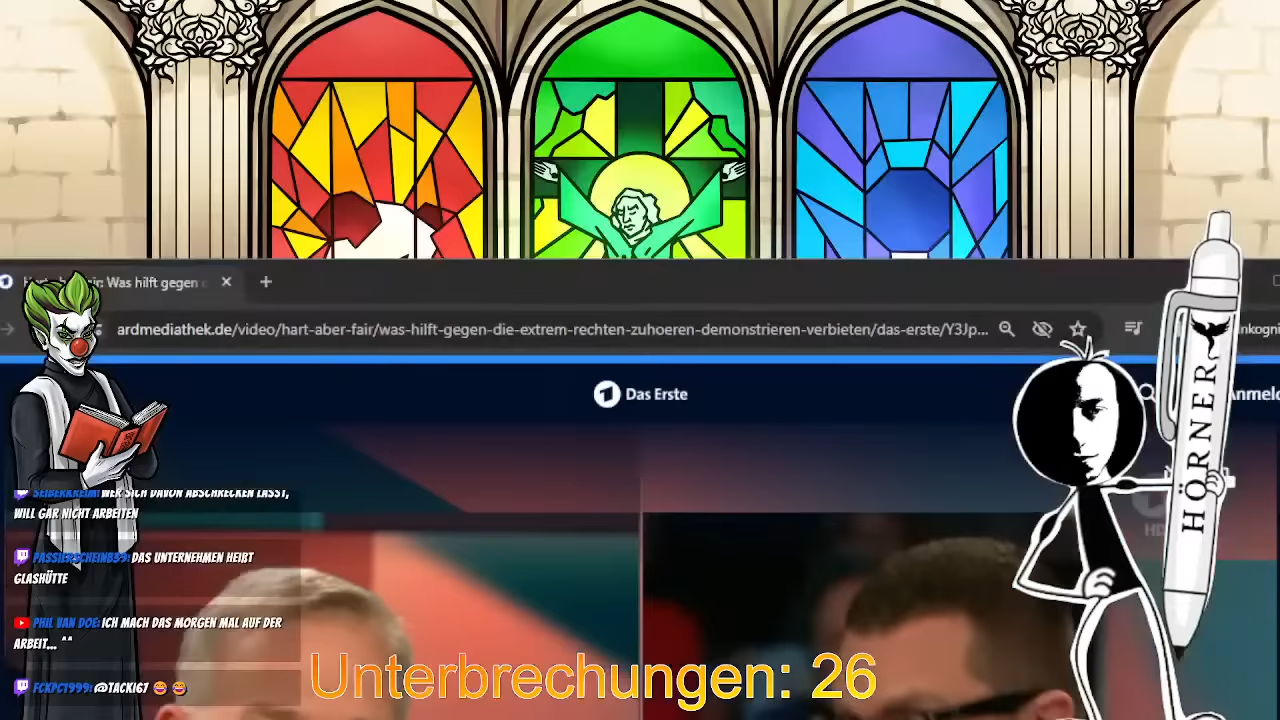 Was hilft gegen
ardmediathek.de/video/hart-aber-fair/was-hilft-gegen-die-extrem-rechten-zuhoeren-demonstrieren-verbieten/das-erste/Y3Jp...
Das Erste
HÖRNER
SEIBERKKEIM: WER SICH DAVON ABSCHRECKEN LÄSST,
WILL GAR NICHT ARBEITEN
PASSIERSCHEINB39: DAS UNTERNEHMEN HEIßT
GLASHÜTTE
PHIL VAN DOE: ICH MACH DAS MORGEN MAL AUF DER
ARBEIT... ^^
FCKPC1999: @TACKI67 😄 😄
Unterbrechungen: 26